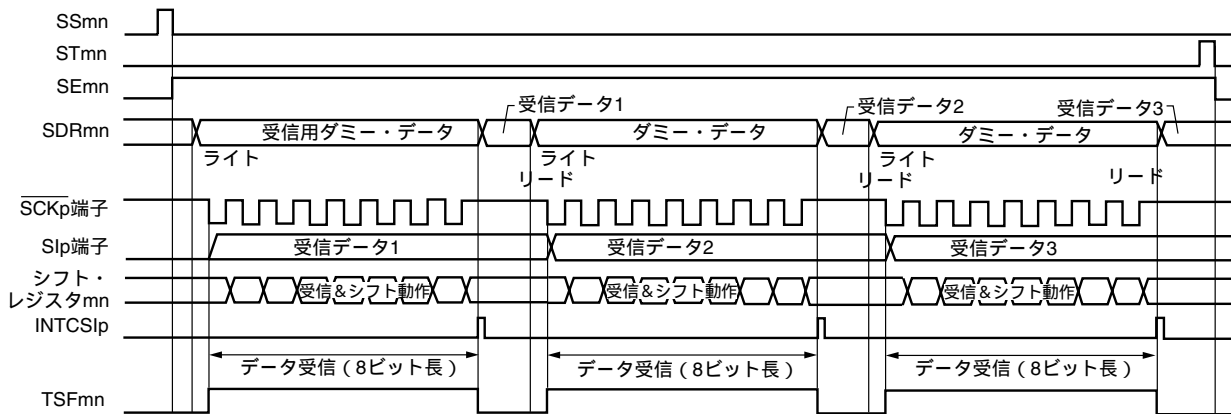 SSmn
STmn
SEmn
受信データ1
受信データ2
受信データ3
SDRmn
受信用ダミー・データ
ダミー・データ
ダミー・データ
ライト
ライト
ライト
リード
リード
リード
SCKp端子
SIp端子
受信データ1
受信データ2
受信データ3
シフト・
レジスタmn
受信&シフト動作
受信&シフト動作
受信&シフト動作
INTCSIp
データ受信(8ビット長)
データ受信(8ビット長)
データ受信(8ビット長)
TSFmn